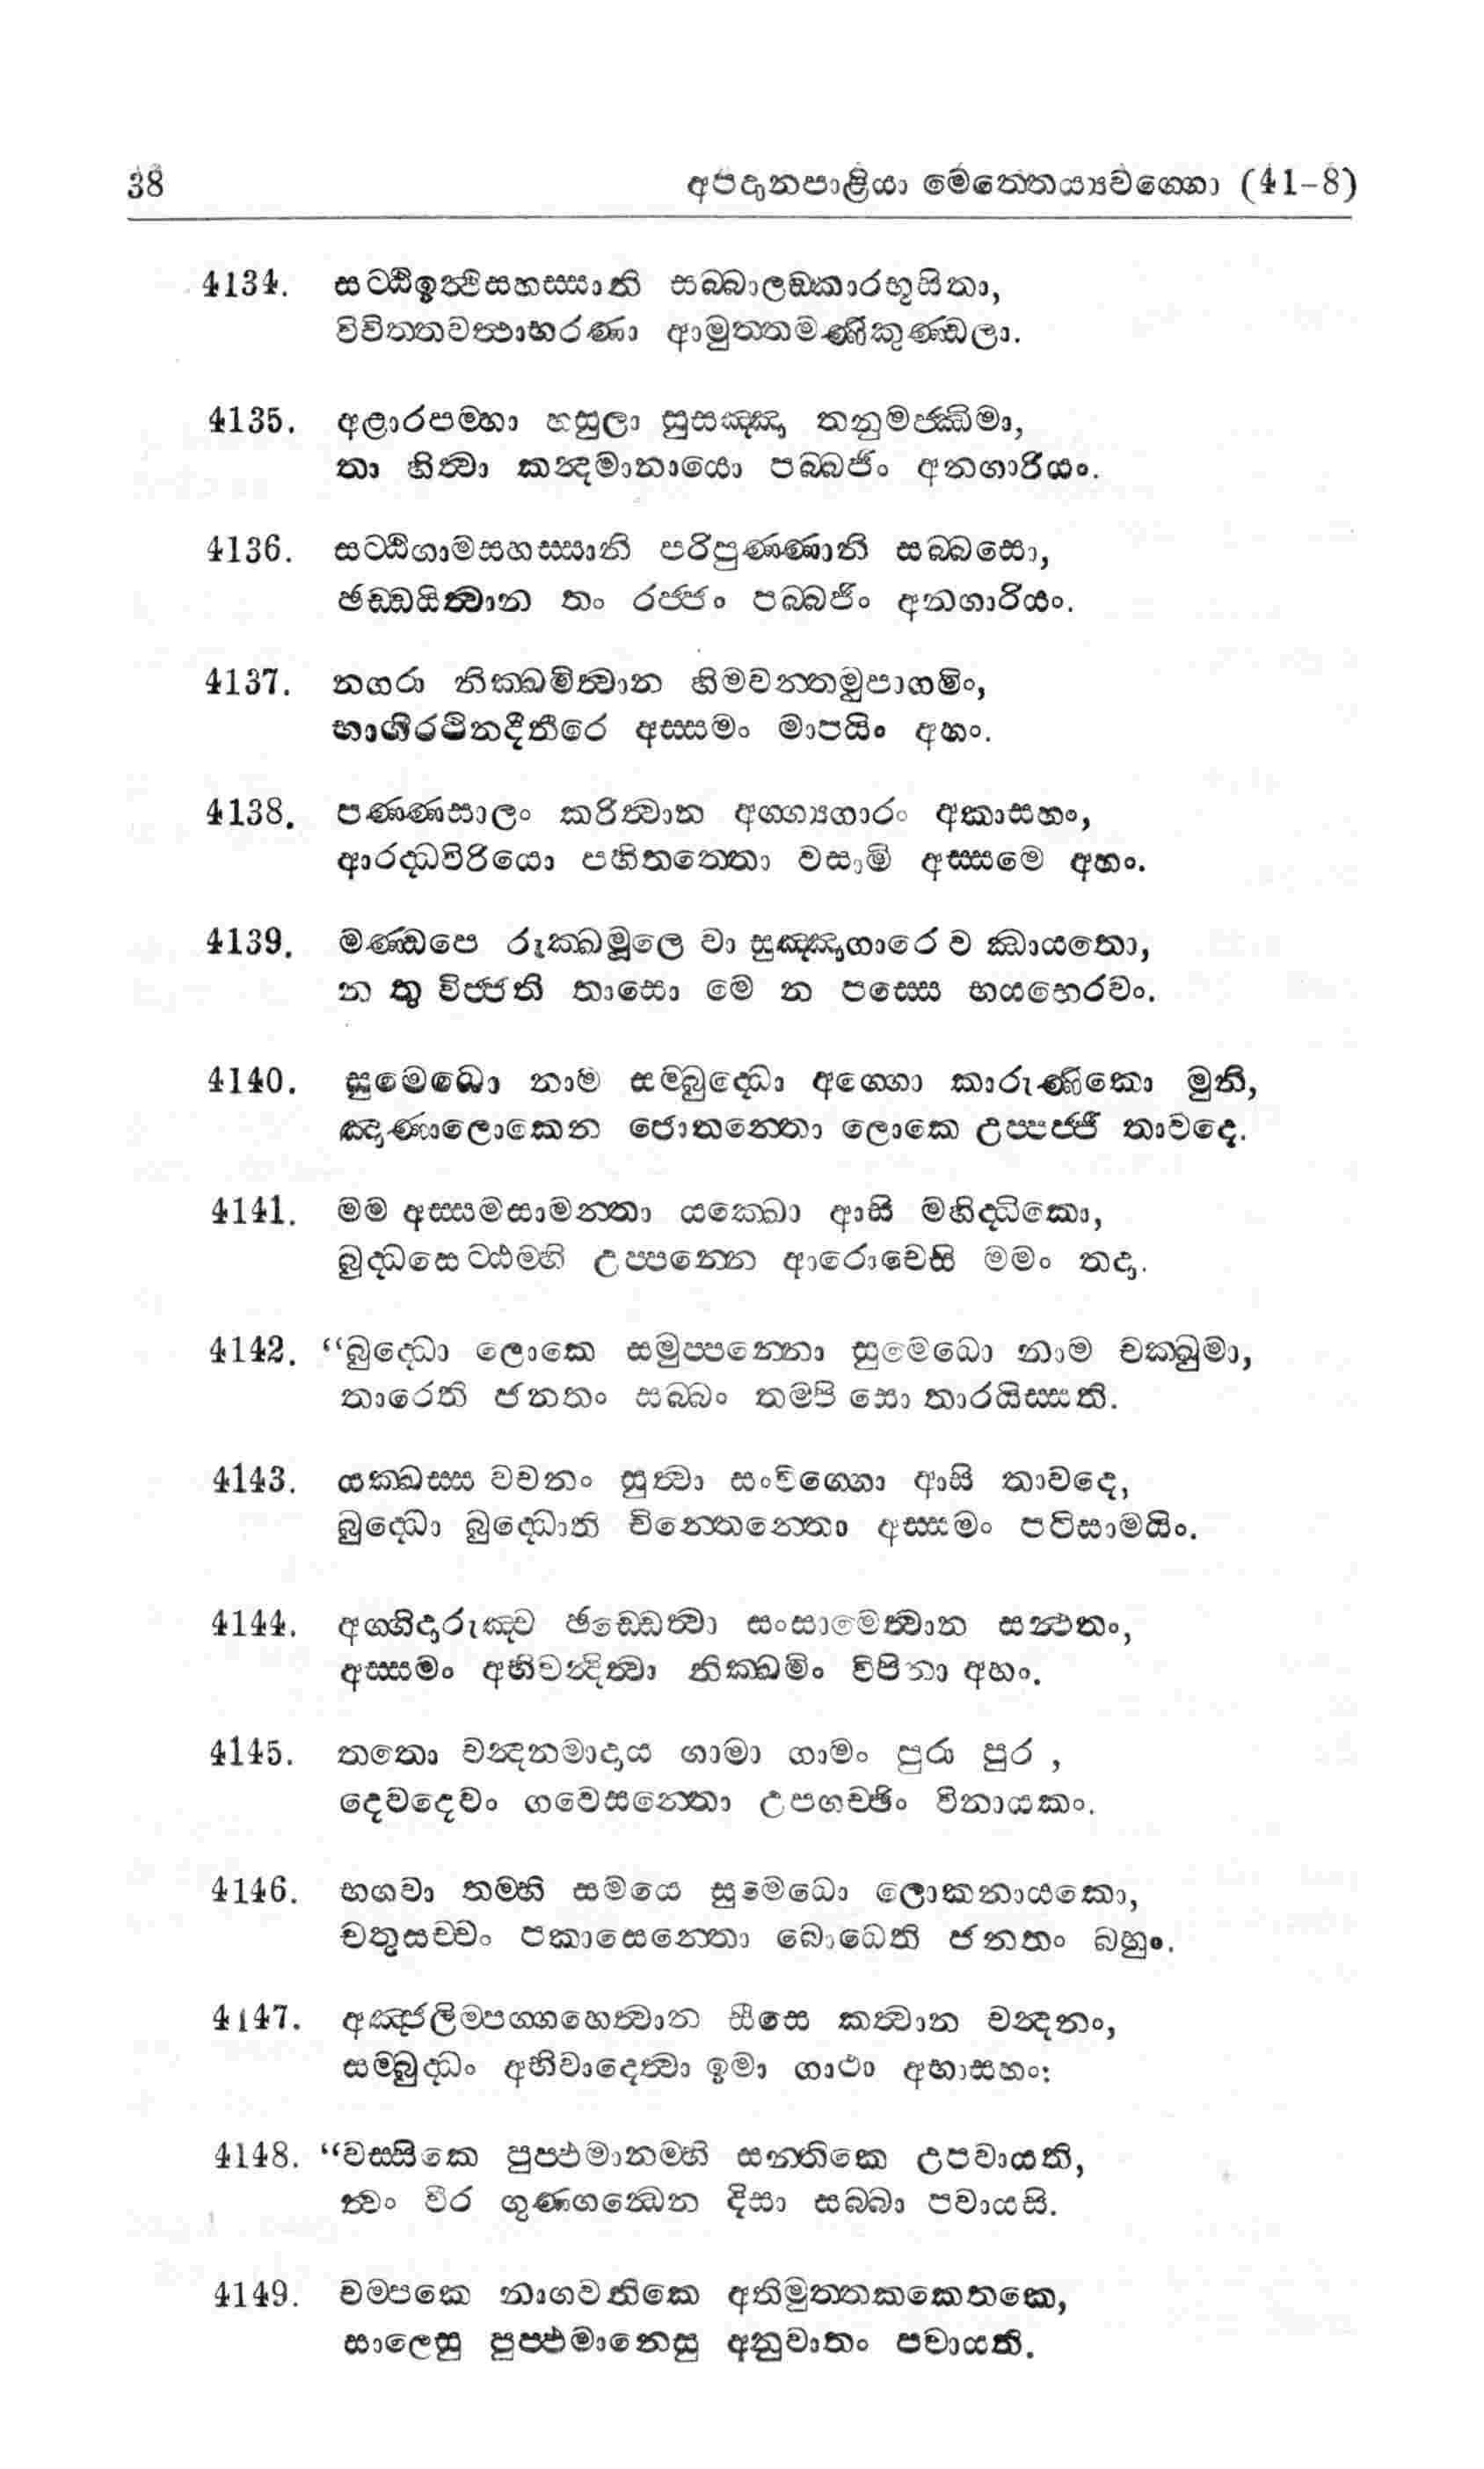 38 අපදානපාළියා මෙත්තෙය්‍යවග්ගො (41-8)
4134. සට්ඨිඉත්ථිසහස්සානි සබ්බාලඞ්කාරභූසිතා,
විචිත්තවත්ථාභරණා ආමුත්තමණිකුණ්ඩලා.
4135. අළාරපම්හා හසුලා සුසඤ්ඤා තනුමජ්ඣිමා,
තා හිත්වා කන්දමානායො පබ්බජිං අනගාරියං.
4136. සට්ඨිගාමසහස්සානි පරිපුණ්ණානි සබ්බසො,
ඡඩ්ඩයිත්වාන තං රජ්ජං පබ්බජිං අනගාරියං.
4137. නගරා නික්ඛමිත්වාන හිමවන්තමුපාගමිං,
භාගීරථිනදීතීරෙ අස්සමං මාපයිං අහං.
4138. පණ්ණසාලං කරිත්වාන අග්ග්‍යගාරං අකාසහං,
ආරද්ධවිරියො පහිතත්තො වසාමි අස්සමෙ අහං.
4139. මණ්ඩපෙ රුක්ඛමූලෙ වා සුඤ්ඤාගාරෙ ව ඣායතො,
න තු විජ්ජති තාසො මෙ න පස්සෙ භයභෙරවං.
4140. සුමෙධො නාම සම්බුද්ධො අග්ගො කාරුණිකො මුනි,
ඤාණාලොකෙන ජොතන්තො ලොකෙ උප්පජ්ජි තාවදෙ.
4141. මම අස්සමසාමන්තා යක්ඛො ආසි මහිද්ධිකො,
බුද්ධසෙට්ඨම්හි උප්පන්නෙ ආරොචෙසි මමං තදා.
4142. “බුද්ධො ලොකෙ සමුප්පන්නො සුමෙධො නාම චක්ඛුමා,
තාරෙති ජනතං සබ්බං තම්පි සො තාරයිස්සති.
4143. යක්ඛස්ස වචනං සුත්වා සංවිග්ගො ආසි තාවදෙ,
බුද්ධො බුද්ධොති චින්තෙන්තො අස්සමං පටිසාමයිං.
4144. අග්ගිදාරුඤ්ච ඡඩ්ඩෙත්වා සංසාමෙත්වාන සන්ථතං,
අස්සමං අභිවන්දිත්වා නික්ඛමිං විපිනා අහං.
4145. තතො චන්දනමාදාය ගාමා ගාමං පුරා පුර ,
දෙවදෙවං ගවෙසන්තො උපගච්ඡිං විනායකං.
4146. භගවා තම්හි සමයෙ සුමෙධො ලොකනායකො,
චතුසච්චං පකාසෙන්තො බොධෙති ජනතං බහුං.
4147. අඤ්ජලිම්පග්ගහෙත්වාන සීසෙ කත්වාන චන්දනං,
සම්බුද්ධං අභිවාදෙත්වා ඉමා ගාථා අභාසහං:
4148. “වස්සිකෙ පුප්ඵමානම්හි සන්තිකෙ උපවායති,
ත්වං වීර ගුණගන්ධෙන දිසා සබ්බා පවායසි.
4149. චම්පකෙ නාගවනිකෙ අතිමුත්තකකෙතකෙ,
සාලෙසු පුප්ඵමානෙසු අනුවාතං පවායති.